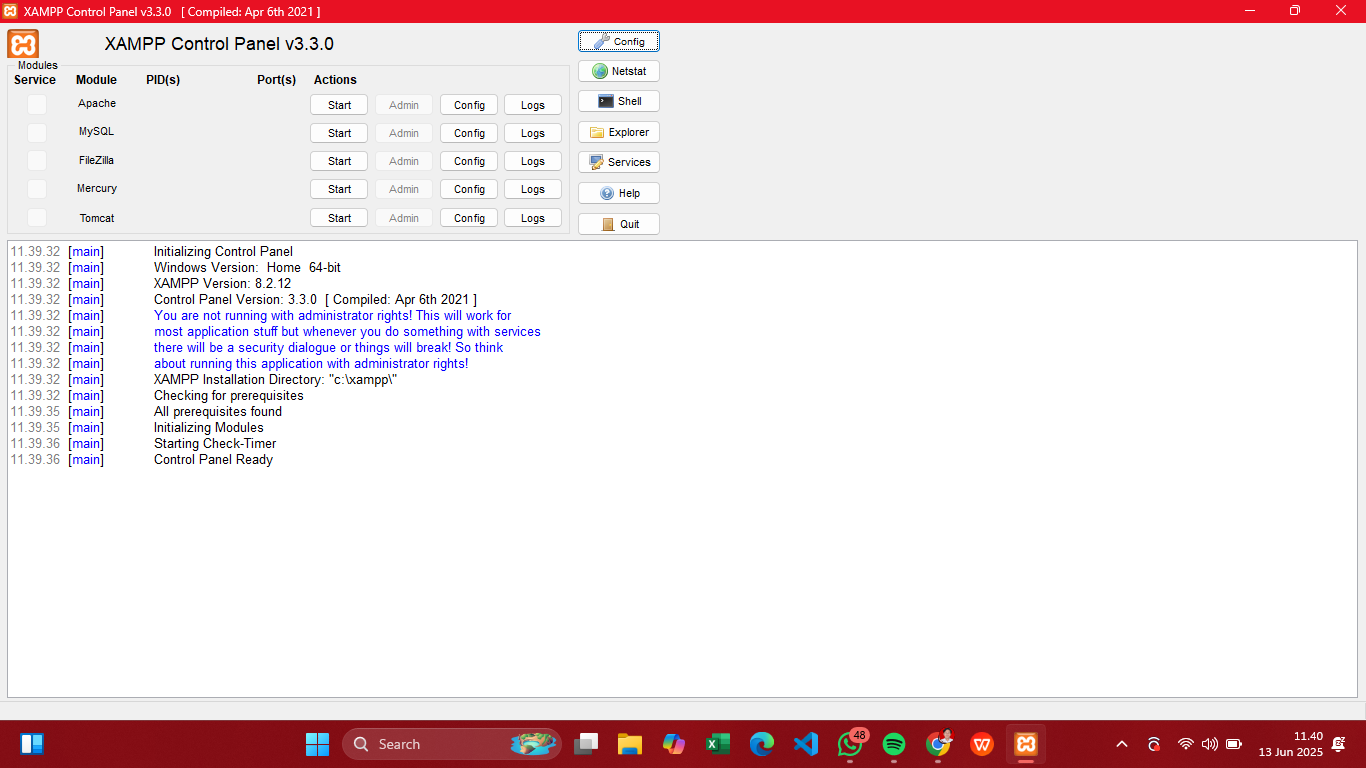 XAMPP Control Panel v3.3.0 [ Compiled: Apr 6th 2021 ]
XAMPP Control Panel v3.3.0
Config
Netstat
Shell
Explorer
Services
Help
Quit
Modules
Service Module PID(s) Port(s) Actions
Apache Start Admin Config Logs
MySQL Start Admin Config Logs
FileZilla Start Admin Config Logs
Mercury Start Admin Config Logs
Tomcat Start Admin Config Logs
11.39.32 [main] Initializing Control Panel
11.39.32 [main] Windows Version: Home 64-bit
11.39.32 [main] XAMPP Version: 8.2.12
11.39.32 [main] Control Panel Version: 3.3.0 [ Compiled: Apr 6th 2021 ]
11.39.32 [main] You are not running with administrator rights! This will work for
11.39.32 [main] most application stuff but whenever you do something with services
11.39.32 [main] there will be a security dialogue or things will break! So think
11.39.32 [main] about running this application with administrator rights!
11.39.32 [main] XAMPP Installation Directory: "c:\xampp\"
11.39.32 [main] Checking for prerequisites
11.39.35 [main] All prerequisites found
11.39.35 [main] Initializing Modules
11.39.36 [main] Starting Check-Timer
11.39.36 [main] Control Panel Ready
Search
48
11.40
13 Jun 2025